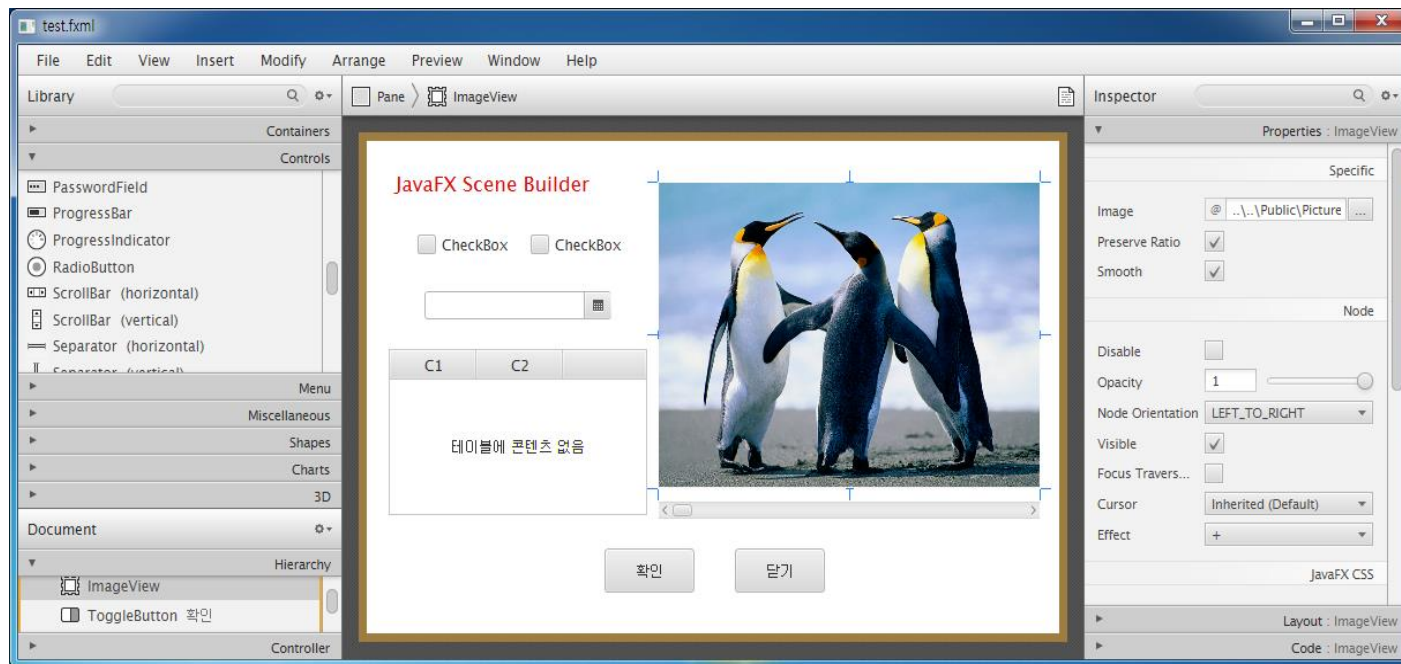 test.fxml
File Edit View Insert Modify Arrange Preview Window Help
Library
Containers
Controls
PasswordField
ProgressBar
ProgressIndicator
RadioButton
ScrollBar (horizontal)
ScrollBar (vertical)
Separator (horizontal)
Separator (vertical)
Menu
Miscellaneous
Shapes
Charts
3D
Document
Hierarchy
ImageView
ToggleButton 확인
Controller
Pane ImageView
JavaFX Scene Builder
CheckBox CheckBox
C1 C2
테이블에 콘텐츠 없음
확인 닫기
Inspector
Properties : ImageView
Specific
Image @ ..\..\Public\Picture ...
Preserve Ratio
Smooth
Node
Disable
Opacity 1
Node Orientation LEFT_TO_RIGHT
Visible
Focus Travers...
Cursor Inherited (Default)
Effect +
JavaFX CSS
Layout : ImageView
Code : ImageView